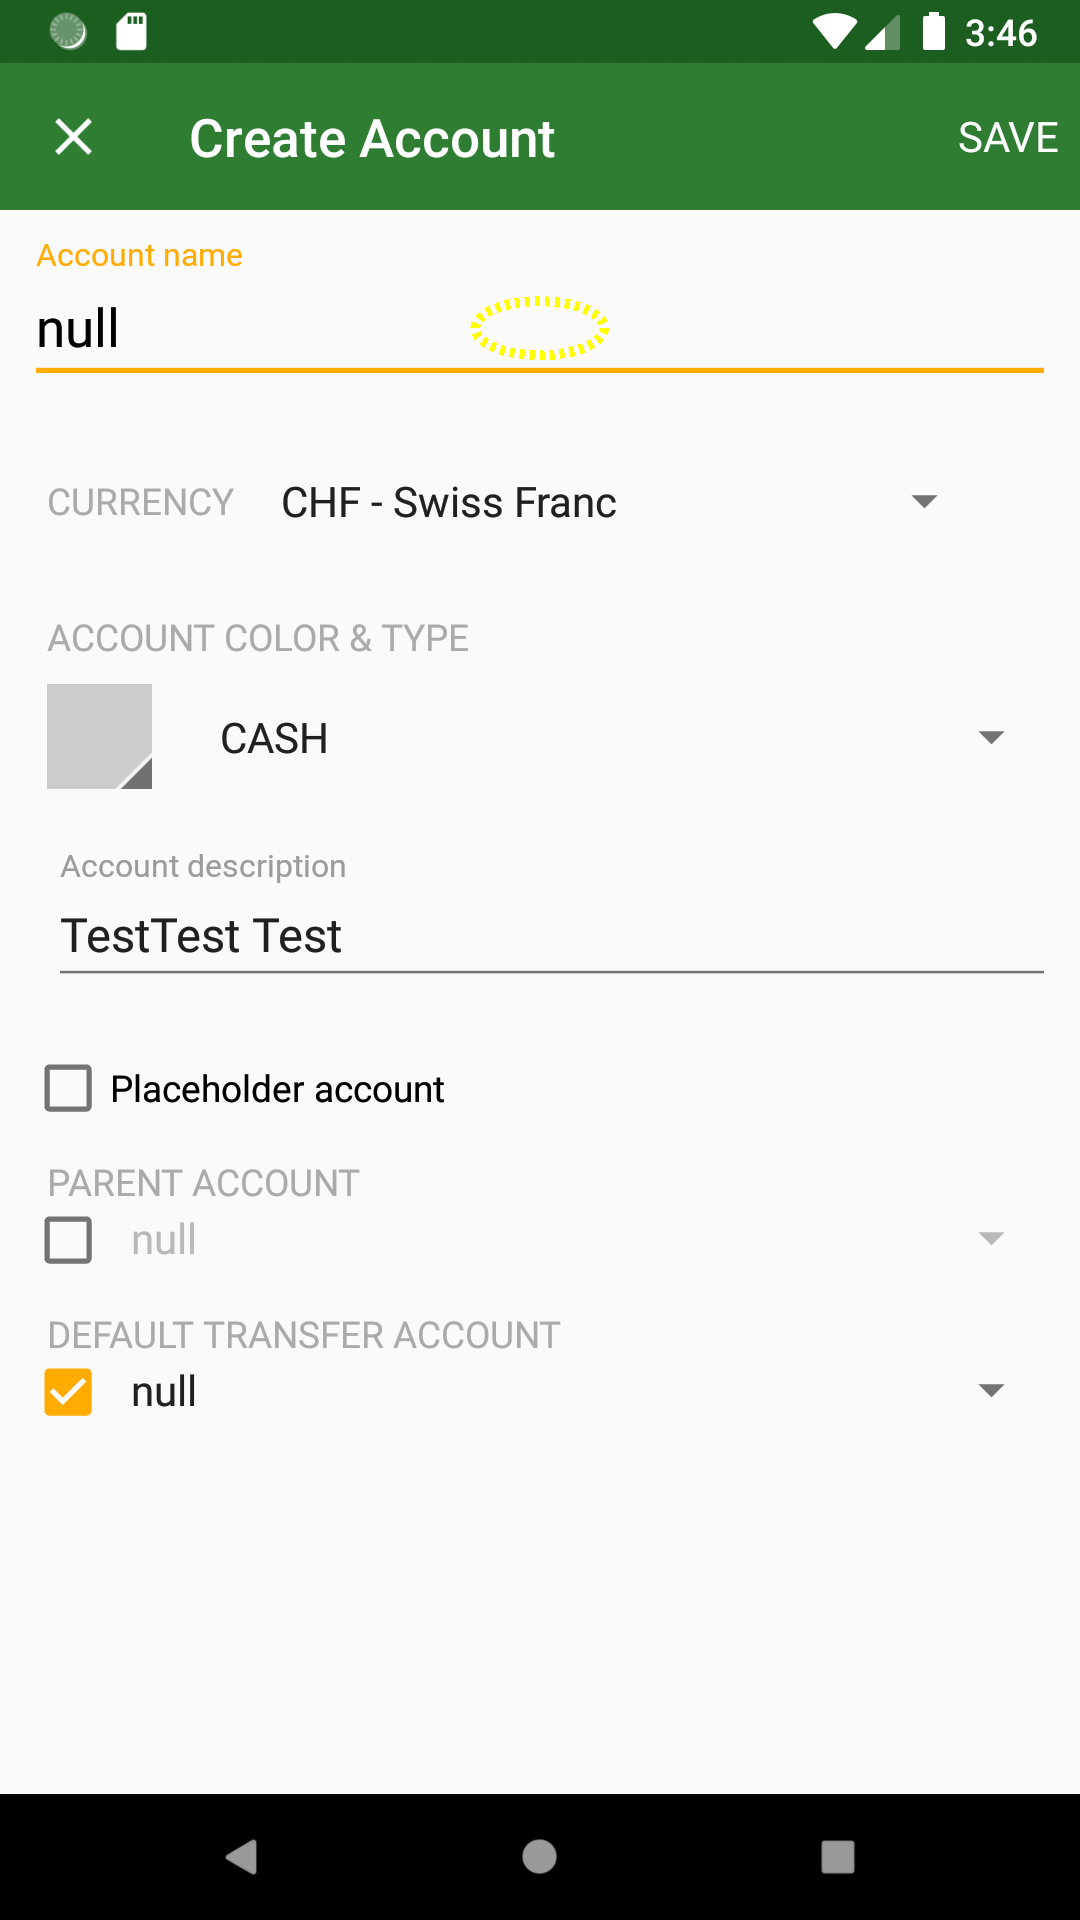 3:46
Create Account
SAVE
Account name
null
CURRENCY CHF - Swiss Franc
ACCOUNT COLOR & TYPE
CASH
Account description
TestTest Test
Placeholder account
PARENT ACCOUNT
null
DEFAULT TRANSFER ACCOUNT
null